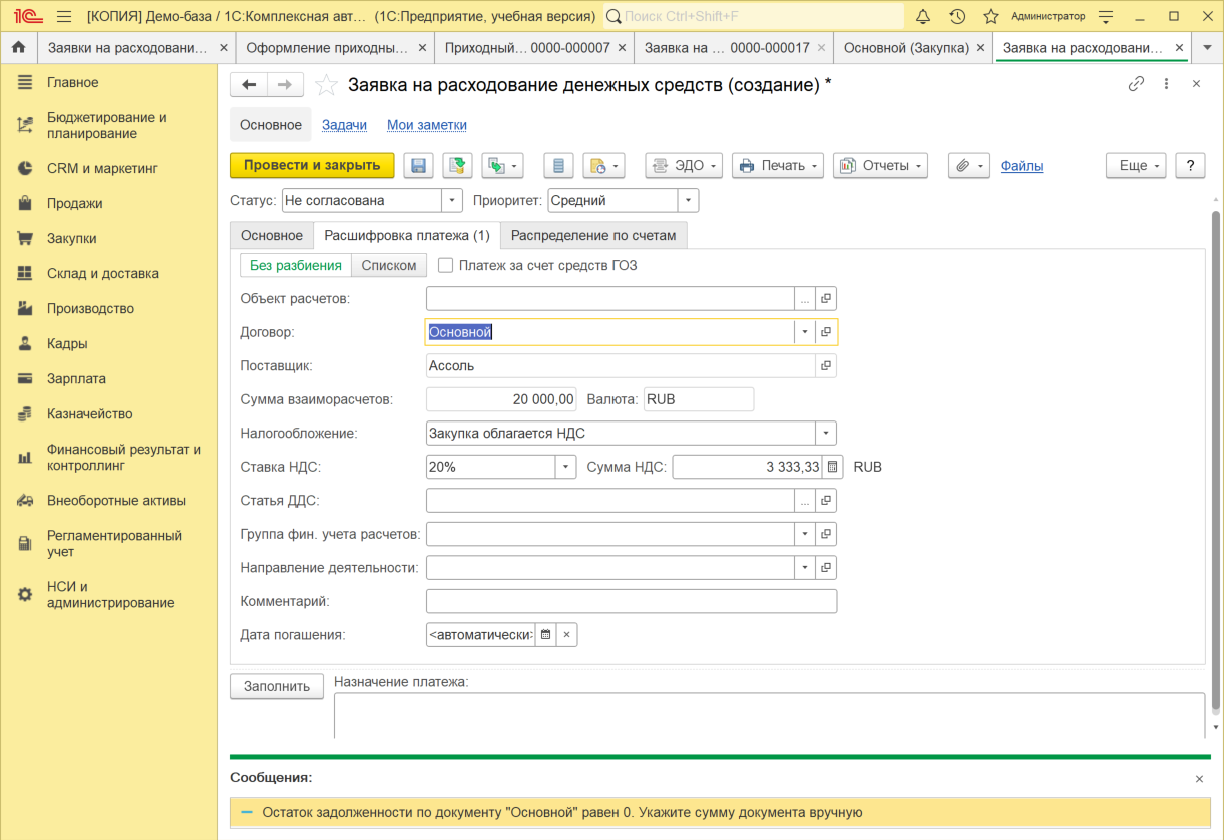 [КОПИЯ] Демо-база / 1С:Комплексная авт... (1С:Предприятие, учебная версия) Поиск Ctrl+Shift+F Администратор
Заявки на расходовани... × Оформление приходны... × Приходный... 0000-000007 × Заявка на ... 0000-000017 × Основной (Закупка) × Заявка на расходовани... ×
Главное
Бюджетирование и
планирование
CRM и маркетинг
Продажи
Закупки
Склад и доставка
Производство
Кадры
Зарплата
Казначейство
Финансовый результат и
контроллинг
Внеоборотные активы
Регламентированный
учет
НСИ и
администрирование
Заявка на расходование денежных средств (создание) *
Основное Задачи Мои заметки
Провести и закрыть ЭДО Печать Отчеты Файлы Еще ?
Статус: Не согласована Приоритет: Средний
Основное Расшифровка платежа (1) Распределение по счетам
Без разбиения Списком Платеж за счет средств ГОЗ
Объект расчетов: ...
Договор: Основной
Поставщик: Ассоль
Сумма взаиморасчетов: 20 000,00 Валюта: RUB
Налогообложение: Закупка облагается НДС
Ставка НДС: 20% Сумма НДС: 3 333,33 RUB
Статья ДДС: ...
Группа фин. учета расчетов:
Направление деятельности:
Комментарий:
Дата погашения: <автоматически>
Заполнить Назначение платежа:
Сообщения:
Остаток задолженности по документу "Основной" равен 0. Укажите сумму документа вручную